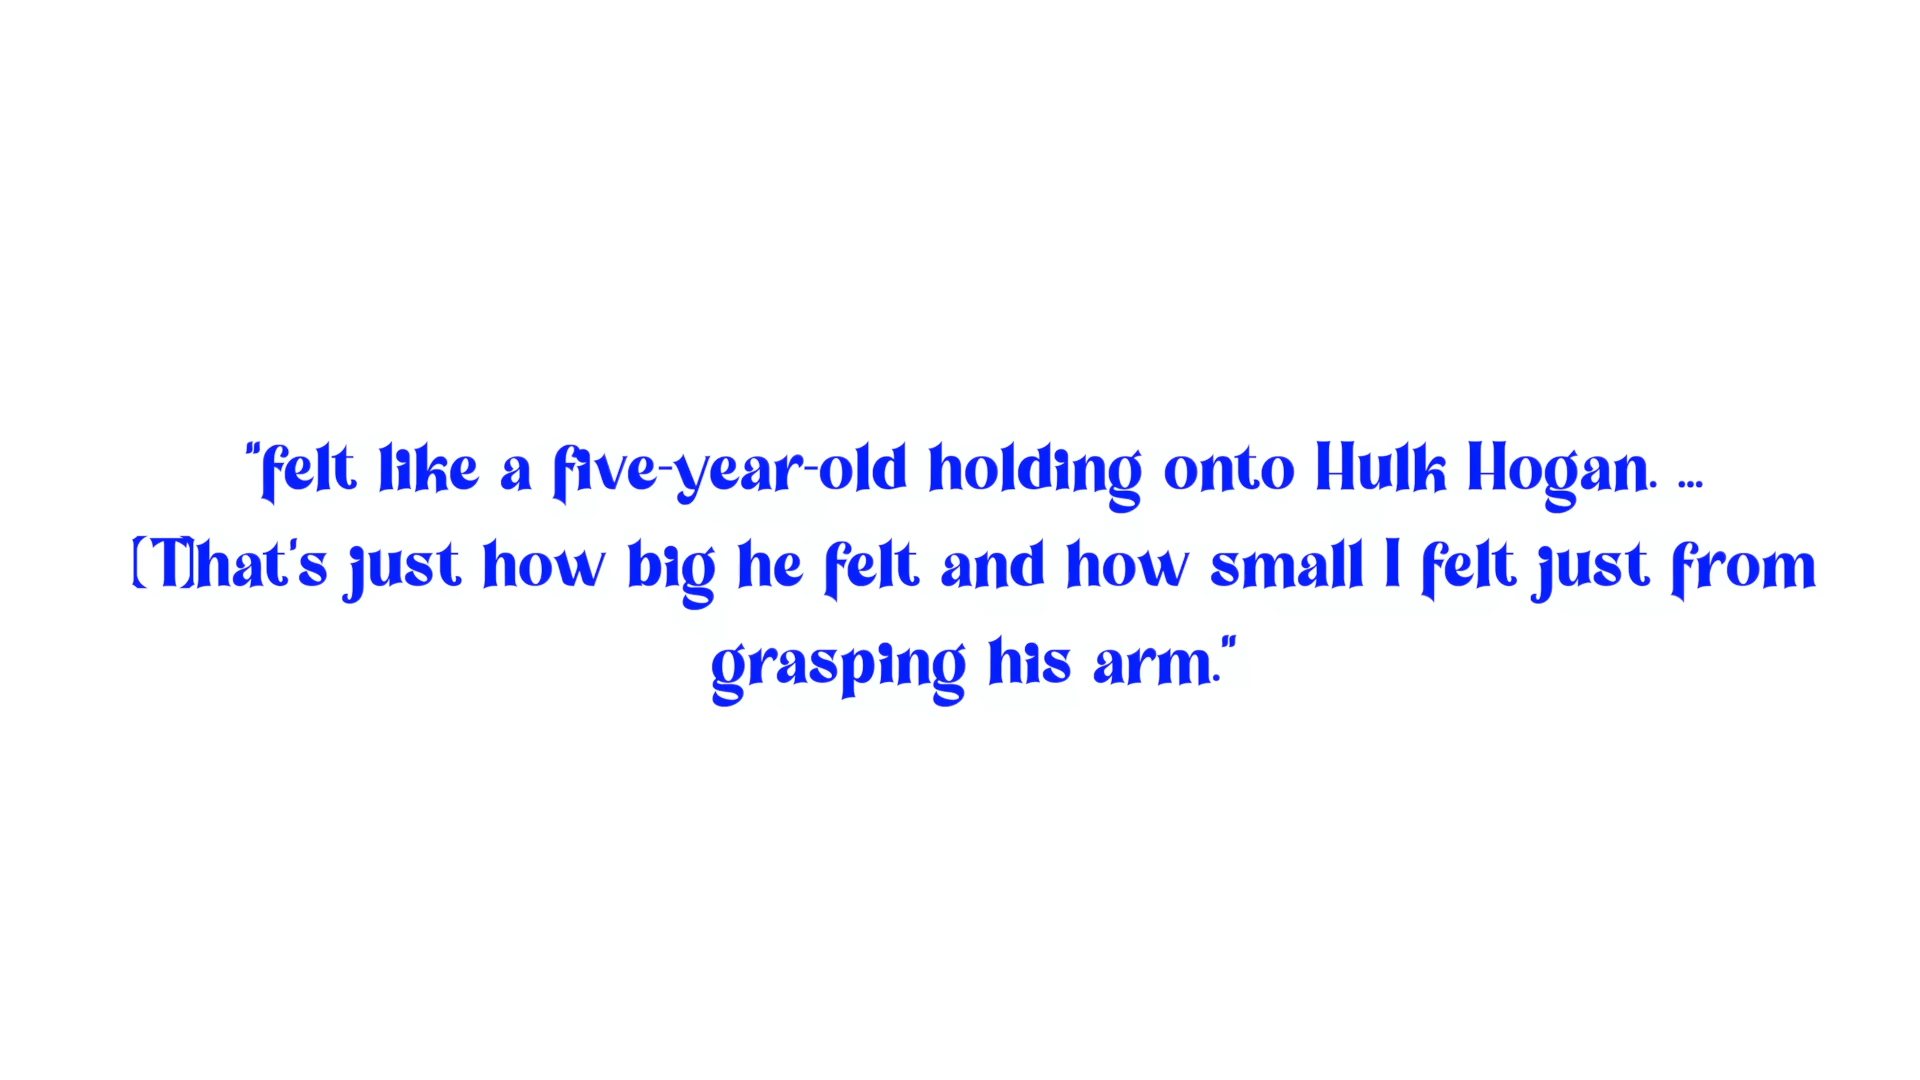 "felt like a five-year-old holding onto Hulk Hogan. ...
[T]hat's just how big he felt and how small I felt just from
grasping his arm."